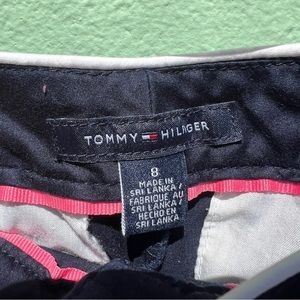 TOMMY HILFIGER
8
MADE IN
SRI LANKA /
FABRIQUÉ AU
SRI LANKA /
HECHO EN
SRI LANKA